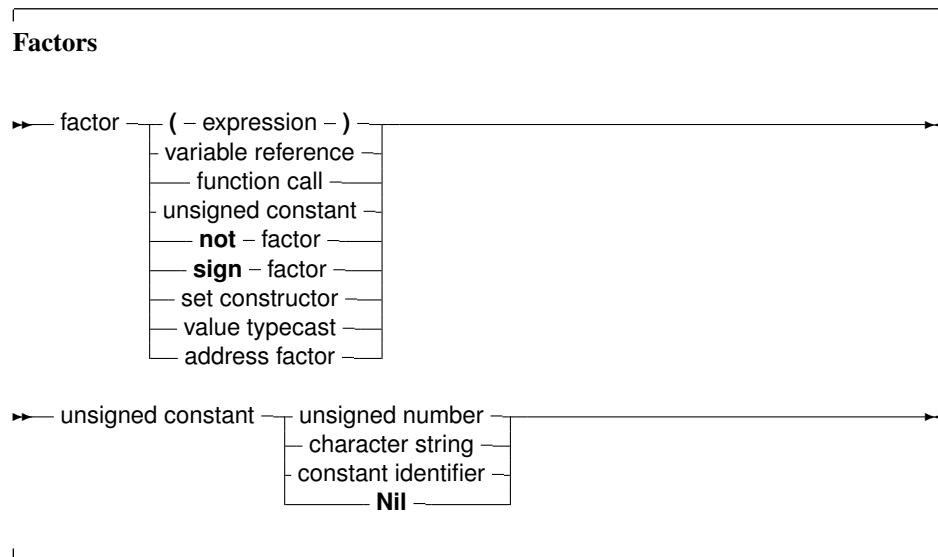 Factors
factor ( expression )
variable reference
function call
unsigned constant
not factor
sign factor
set constructor
value typecast
address factor
unsigned constant unsigned number
character string
constant identifier
Nil